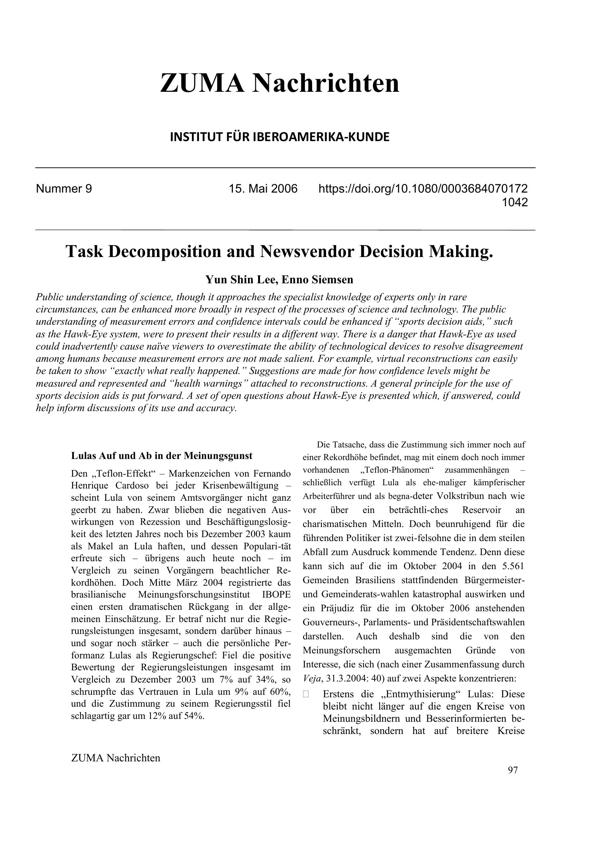 ZUMA Nachrichten
INSTITUT FÜR IBEROAMERIKA-KUNDE
Nummer 9
15. Mai 2006
https://doi.org/10.1080/0003684070172
1042
Task Decomposition and Newsvendor Decision Making.
Yun Shin Lee, Enno Siemsen
Public understanding of science, though it approaches the specialist knowledge of experts only in rare
circumstances, can be enhanced more broadly in respect of the processes of science and technology. The public
understanding of measurement errors and confidence intervals could be enhanced if “sports decision aids,” such
as the Hawk-Eye system, were to present their results in a different way. There is a danger that Hawk-Eye as used
could inadvertently cause naïve viewers to overestimate the ability of technological devices to resolve disagreement
among humans because measurement errors are not made salient. For example, virtual reconstructions can easily
be taken to show “exactly what really happened.” Suggestions are made for how confidence levels might be
measured and represented and “health warnings” attached to reconstructions. A general principle for the use of
sports decision aids is put forward. A set of open questions about Hawk-Eye is presented which, if answered, could
help inform discussions of its use and accuracy.
Lulas Auf und Ab in der Meinungsgunst
Den „Teflon-Effekt“ – Markenzeichen von Fernando
Henrique Cardoso bei jeder Krisenbewältigung –
scheint Lula von seinem Amtsvorgänger nicht ganz
geerbt zu haben. Zwar blieben die negativen Aus-
wirkungen von Rezession und Beschäftigungslosig-
keit des letzten Jahres noch bis Dezember 2003 kaum
als Makel an Lula haften, und dessen Populari-tät
erfreute sich – übrigens auch heute noch – im
Vergleich zu seinen Vorgängern beachtlicher Re-
kordhöhen. Doch Mitte März 2004 registrierte das
brasilianische Meinungsforschungsinstitut IBOPE
einen ersten dramatischen Rückgang in der allge-
meinen Einschätzung. Er betraf nicht nur die Regie-
rungsleistungen insgesamt, sondern darüber hinaus –
und sogar noch stärker – auch die persönliche Per-
formanz Lulas als Regierungschef: Fiel die positive
Bewertung der Regierungsleistungen insgesamt im
Vergleich zu Dezember 2003 um 7% auf 34%, so
schrumpfte das Vertrauen in Lula um 9% auf 60%,
und die Zustimmung zu seinem Regierungsstil fiel
schlagartig gar um 12% auf 54%.
Die Tatsache, dass die Zustimmung sich immer noch auf
einer Rekordhöhe befindet, mag mit einem doch noch immer
vorhandenen „Teflon-Phänomen“ zusammenhängen –
schließlich verfügt Lula als ehe-maliger kämpferischer
Arbeiterführer und als begna-deter Volkstribun nach wie
vor über ein beträchtli-ches Reservoir an
charismatischen Mitteln. Doch beunruhigend für die
führenden Politiker ist zwei-felsohne die in dem steilen
Abfall zum Ausdruck kommende Tendenz. Denn diese
kann sich auf die im Oktober 2004 in den 5.561
Gemeinden Brasiliens stattfindenden Bürgermeister-
und Gemeinderats-wahlen katastrophal auswirken und
ein Präjudiz für die im Oktober 2006 anstehenden
Gouverneurs-, Parlaments- und Präsidentschaftswahlen
darstellen. Auch deshalb sind die von den
Meinungsforschern ausgemachten Gründe von
Interesse, die sich (nach einer Zusammenfassung durch
Veja, 31.3.2004: 40) auf zwei Aspekte konzentrieren:
Erstens die „Entmythisierung“ Lulas: Diese
bleibt nicht länger auf die engen Kreise von
Meinungsbildnern und Besserinformierten be-
schränkt, sondern hat auf breitere Kreise
ZUMA Nachrichten
97